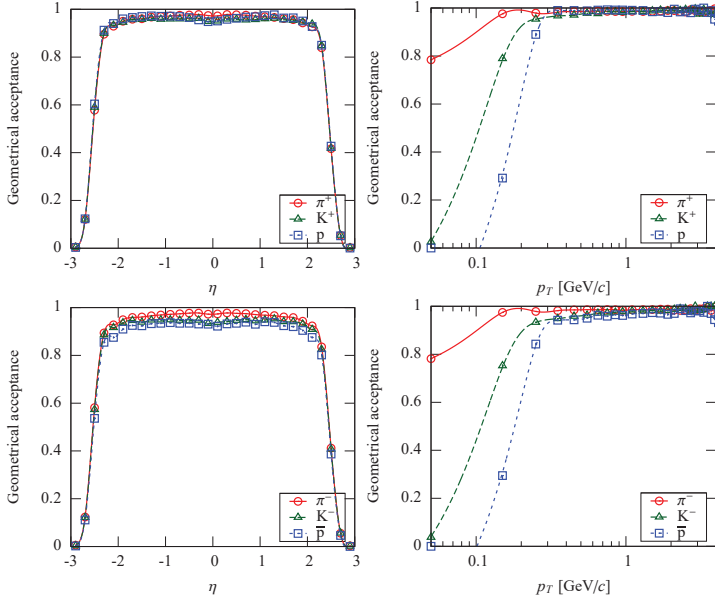 Geometrical acceptance
1
0.8
0.6
0.4
0.2
0
-3 -2 -1 0 1 2 3
η
π⁺
K⁺
p
Geometrical acceptance
1
0.8
0.6
0.4
0.2
0
0.1 1
p_T [GeV/c]
π⁺
K⁺
p
Geometrical acceptance
1
0.8
0.6
0.4
0.2
0
-3 -2 -1 0 1 2 3
η
π⁻
K⁻
p̅
Geometrical acceptance
1
0.8
0.6
0.4
0.2
0
0.1 1
p_T [GeV/c]
π⁻
K⁻
p̅